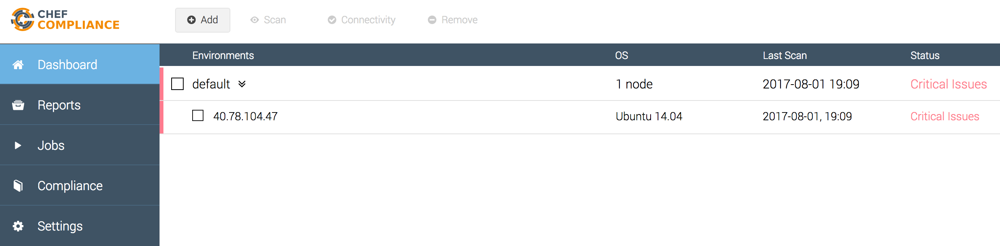 CHEF
COMPLIANCE
Add Scan Connectivity Remove
Dashboard
Reports
Jobs
Compliance
Settings
Environments OS Last Scan Status
default 1 node 2017-08-01 19:09 Critical Issues
40.78.104.47 Ubuntu 14.04 2017-08-01, 19:09 Critical Issues